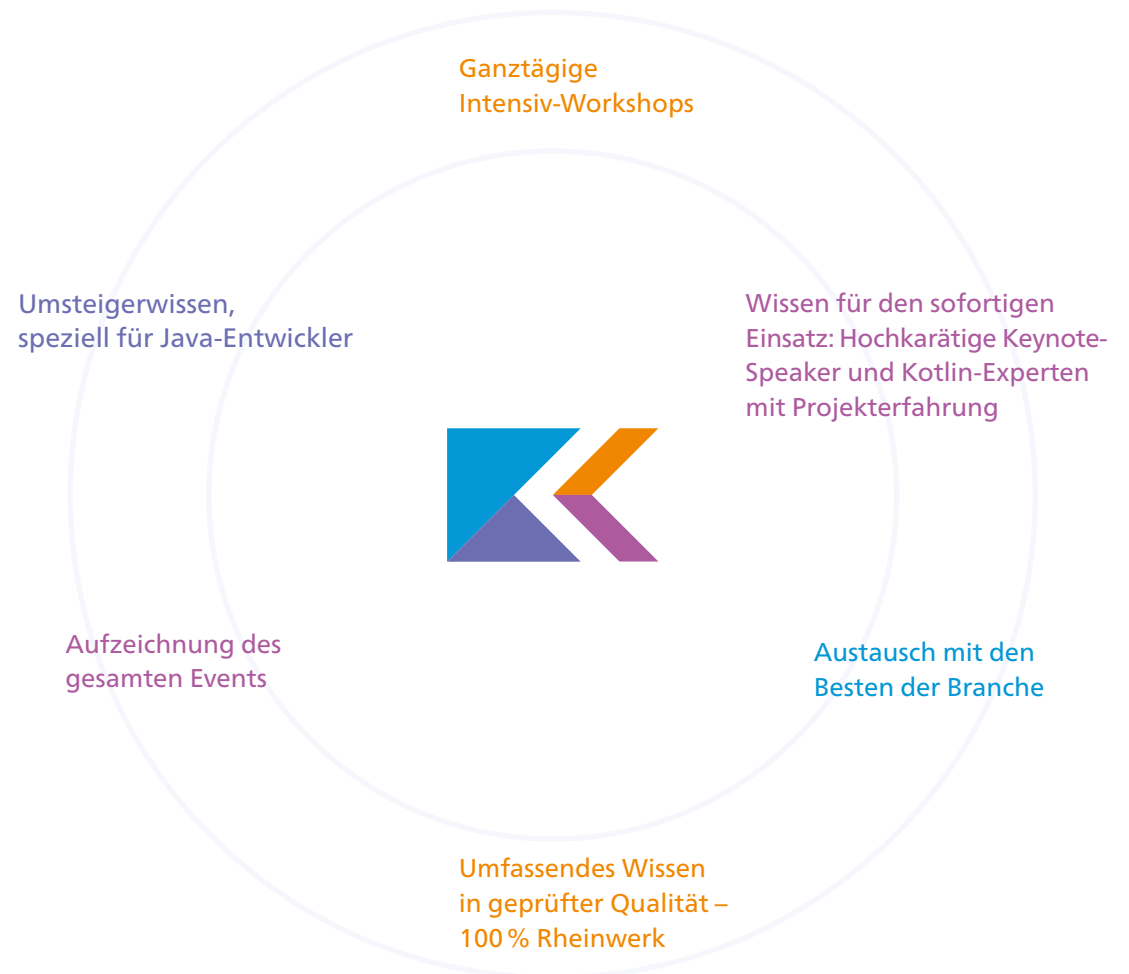 Ganztägige
Intensiv-Workshops
Umsteigerwissen,
speziell für Java-Entwickler
Wissen für den sofortigen
Einsatz: Hochkarätige Keynote-
Speaker und Kotlin-Experten
mit Projekterfahrung
Aufzeichnung des
gesamten Events
Austausch mit den
Besten der Branche
Umfassendes Wissen
in geprüfter Qualität –
100 % Rheinwerk